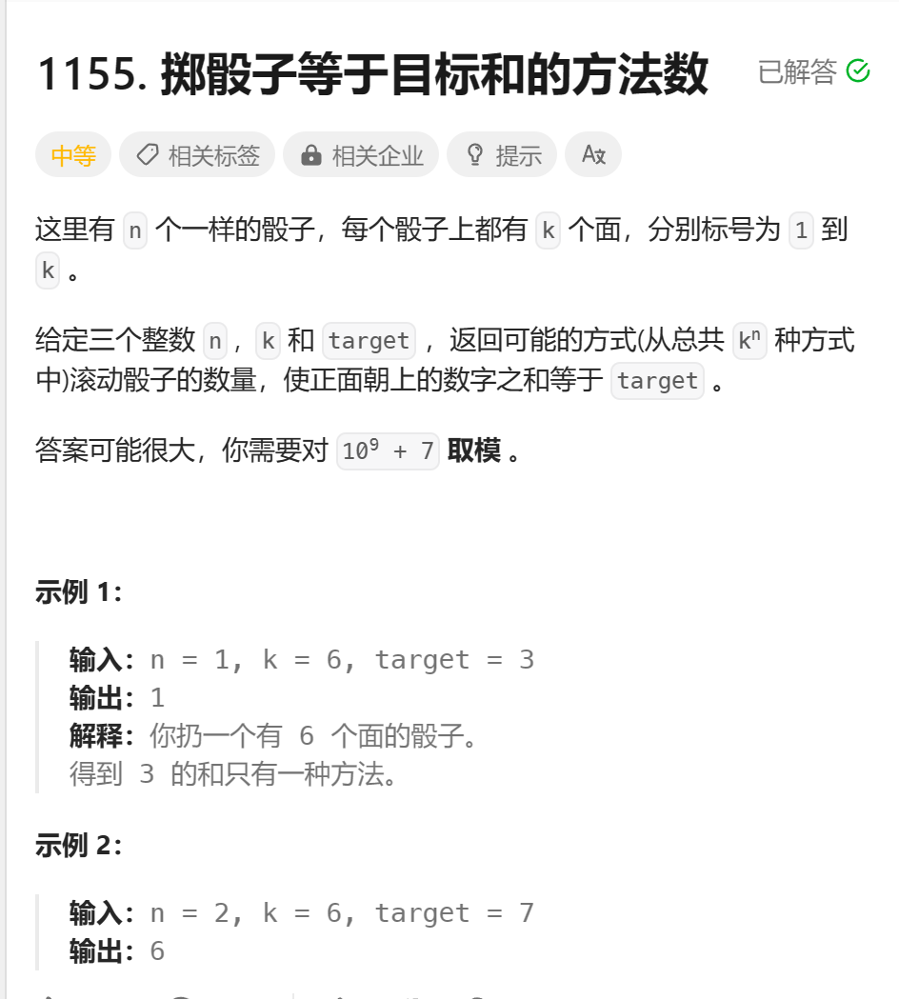 1155. 掷骰子等于目标和的方法数 已解答
中等 相关标签 相关企业 提示 Az
这里有 n 个一样的骰子，每个骰子上都有 k 个面，分别标号为 1 到
k 。
给定三个整数 n，k 和 target，返回可能的方式(从总共 kⁿ 种方式
中)滚动骰子的数量，使正面朝上的数字之和等于 target 。
答案可能很大，你需要对 10⁹ + 7 取模 。
示例 1：
输入：n = 1, k = 6, target = 3
输出：1
解释：你扔一个有 6 个面的骰子。
得到 3 的和只有一种方法。
示例 2：
输入：n = 2, k = 6, target = 7
输出：6